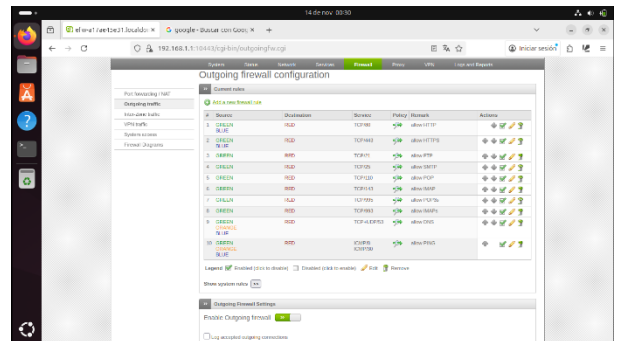 14 de nov 00:30
efw-a17ae15e31.localdor
google - Buscar con Goo
192.168.1.1:10443/cgi-bin/outgoingfw.cgi
Iniciar sesión
System Status Network Services Firewall Proxy VPN Logs and Reports
Outgoing firewall configuration
Port forwarding / NAT
Outgoing traffic
Inter-Zone traffic
VPN traffic
System access
Firewall Diagrams
Current rules
Add a new firewall rule
# Source Destination Service Policy Remark Actions
1 GREEN RED TCP/80 allow HTTP
BLUE
2 GREEN RED TCP/443 allow HTTPS
BLUE
3 GREEN RED TCP/21 allow FTP
4 GREEN RED TCP/25 allow SMTP
5 GREEN RED TCP/110 allow POP
6 GREEN RED TCP/143 allow IMAP
7 GREEN RED TCP/995 allow POP3s
8 GREEN RED TCP/993 allow IMAPs
9 GREEN RED TCP+UDP/53 allow DNS
ORANGE
BLUE
10 GREEN RED ICMP/8 allow PING
ORANGE ICMP/30
BLUE
Legend: Enabled (click to disable) Disabled (click to enable) Edit Remove
Show system rules >>
Outgoing Firewall Settings
Enable Outgoing firewall
Log accepted outgoing connections